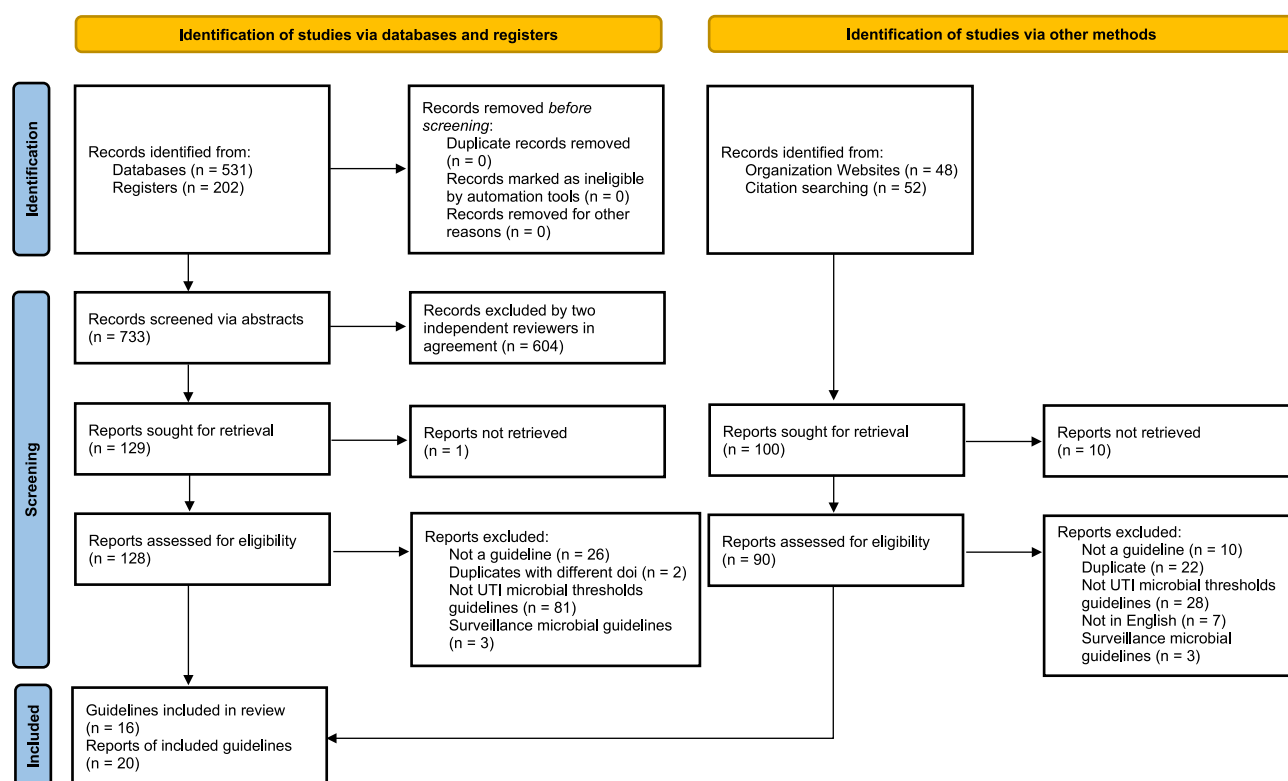 Identification of studies via databases and registers
Identification of studies via other methods
Identification
Records identified from:
Databases (n = 531)
Registers (n = 202)
Records removed before
screening:
Duplicate records removed
(n = 0)
Records marked as ineligible
by automation tools (n = 0)
Records removed for other
reasons (n = 0)
Records identified from:
Organization Websites (n = 48)
Citation searching (n = 52)
Screening
Records screened via abstracts
(n = 733)
Records excluded by two
independent reviewers in
agreement (n = 604)
Reports sought for retrieval
(n = 129)
Reports not retrieved
(n = 1)
Reports sought for retrieval
(n = 100)
Reports not retrieved
(n = 10)
Reports assessed for eligibility
(n = 128)
Reports excluded:
Not a guideline (n = 26)
Duplicates with different doi (n = 2)
Not UTI microbial thresholds
guidelines (n = 81)
Surveillance microbial guidelines
(n = 3)
Reports assessed for eligibility
(n = 90)
Reports excluded:
Not a guideline (n = 10)
Duplicate (n = 22)
Not UTI microbial thresholds
guidelines (n = 28)
Not in English (n = 7)
Surveillance microbial
guidelines (n = 3)
Included
Guidelines included in review
(n = 16)
Reports of included guidelines
(n = 20)